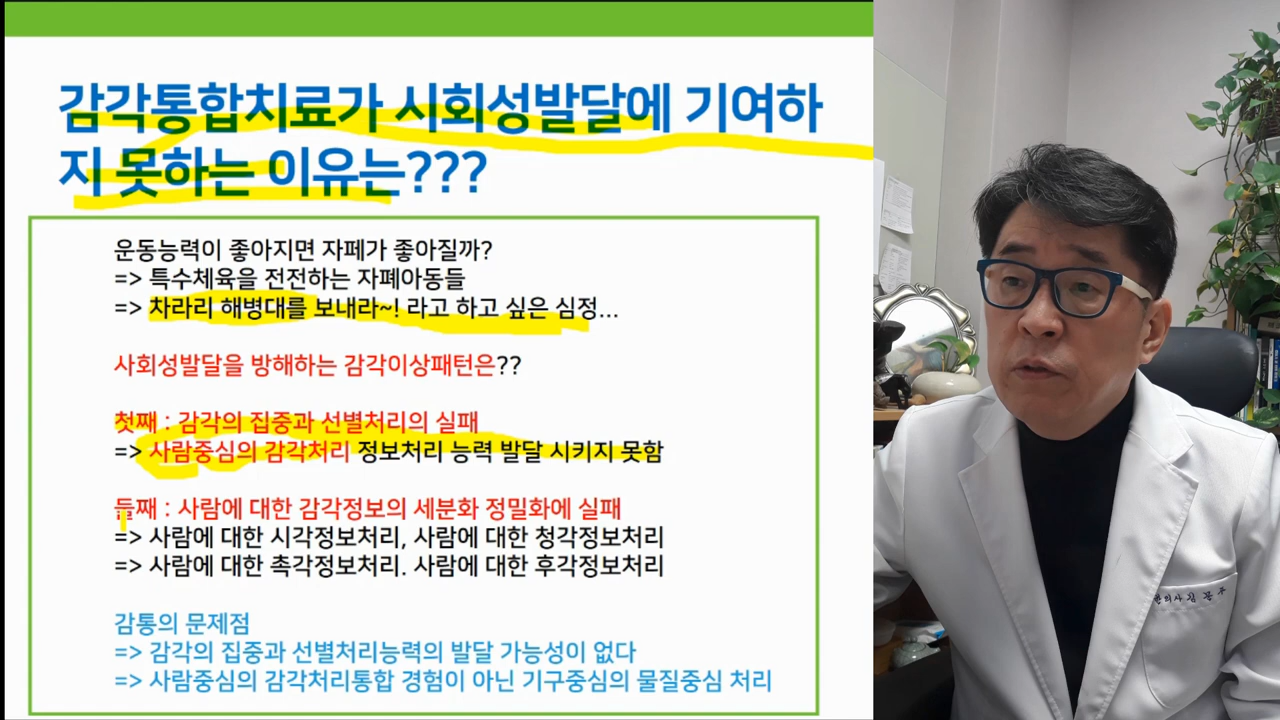 감각통합치료가 시회성발달에 기여하
지 못하는 이유는???
운동능력이 좋아지면 자폐가 좋아질까?
=> 특수체육을 전전하는 자폐아동들
=> 차라리 해병대를 보내라~! 라고 하고 싶은 심정...
사회성발달을 방해하는 감각이상패턴은??
첫째 : 감각의 집중과 선별처리의 실패
=> 사람중심의 감각처리 정보처리 능력 발달 시키지 못함
둘째 : 사람에 대한 감각정보의 세분화 정밀화에 실패
=> 사람에 대한 시각정보처리, 사람에 대한 청각정보처리
=> 사람에 대한 촉각정보처리. 사람에 대한 후각정보처리
감통의 문제점
=> 감각의 집중과 선별처리능력의 발달 가능성이 없다
=> 사람중심의 감각처리통합 경험이 아닌 기구중심의 물질중심 처리